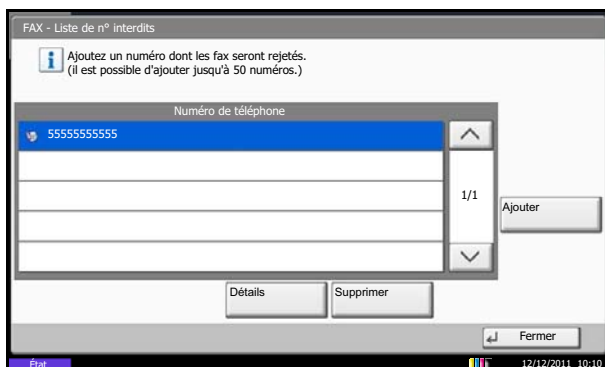 FAX - Liste de n° interdits
Ajoutez un numéro dont les fax seront rejetés.
(il est possible d'ajouter jusqu'à 50 numéros.)
Numéro de téléphone
55555555555
1/1
Ajouter
Détails
Supprimer
Fermer
État
12/12/2011 10:10